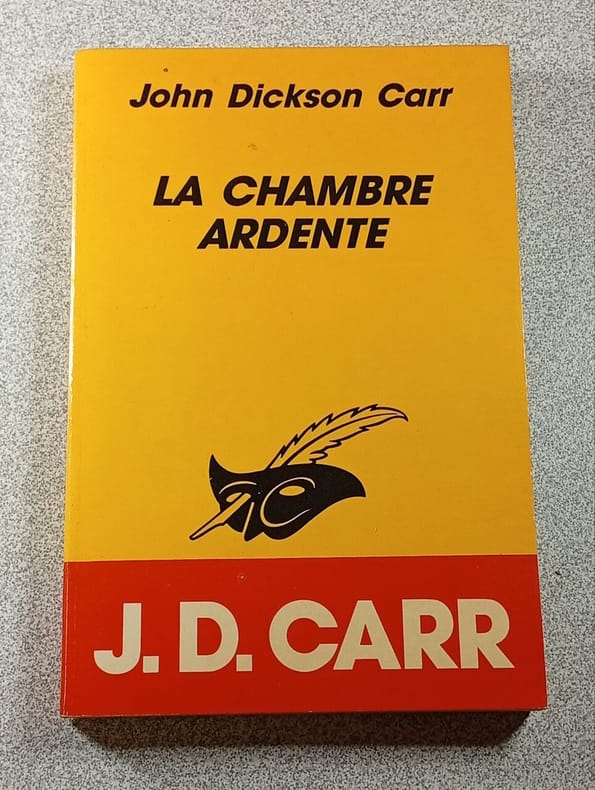 John Dickson Carr
LA CHAMBRE
ARDENTE
J. D. CARR